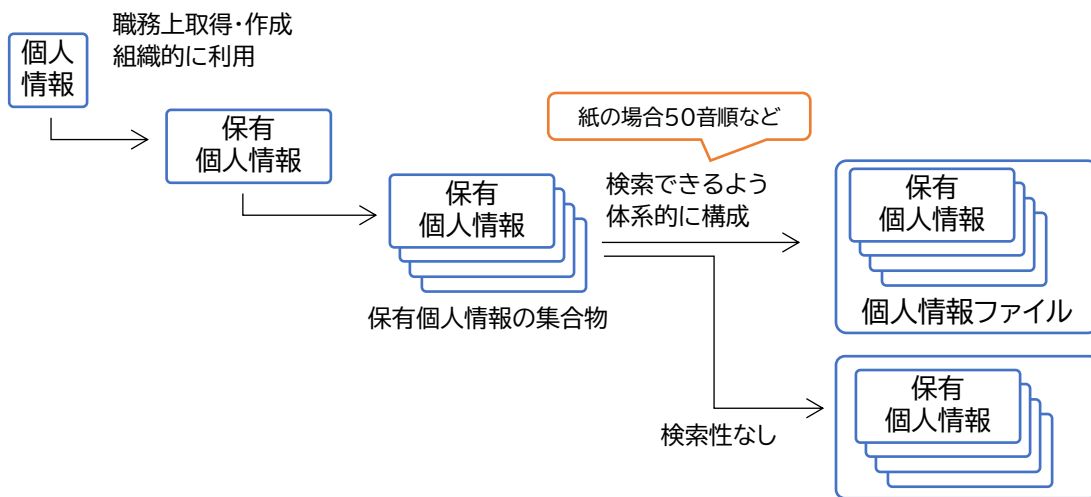 個人
情報
職務上取得・作成
組織的に利用
保有
個人情報
保有
個人情報
保有個人情報の集合物
紙の場合50音順など
検索できるよう
体系的に構成
保有
個人情報
個人情報ファイル
検索性なし
保有
個人情報